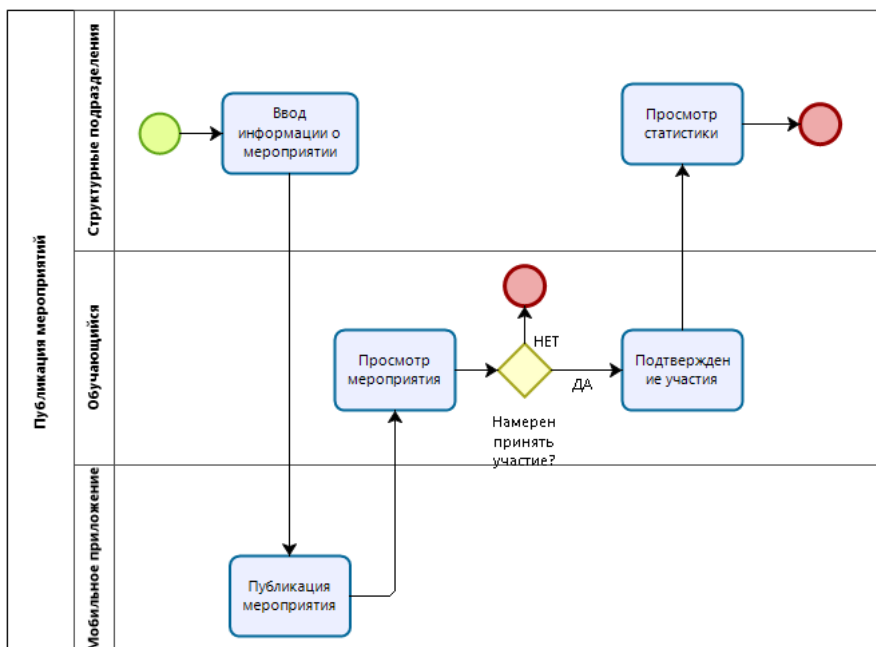 Публикация мероприятий
Структурные подразделения
Ввод
информации о
мероприятии
Просмотр
статистики
Обучающийся
Просмотр
мероприятия
НЕТ
ДА
Намерен
принять
участие?
Подтвержден
ие участия
Мобильное приложение
Публикация
мероприятия